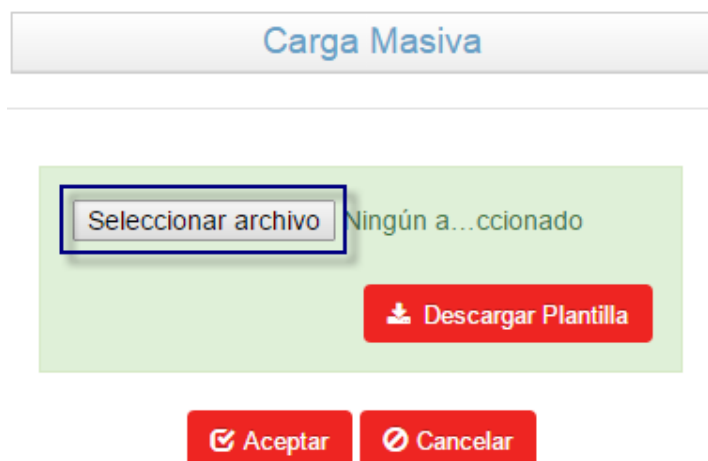 Carga Masiva
Seleccionar archivo Ningún a...ccionado
Descargar Plantilla
Aceptar Cancelar